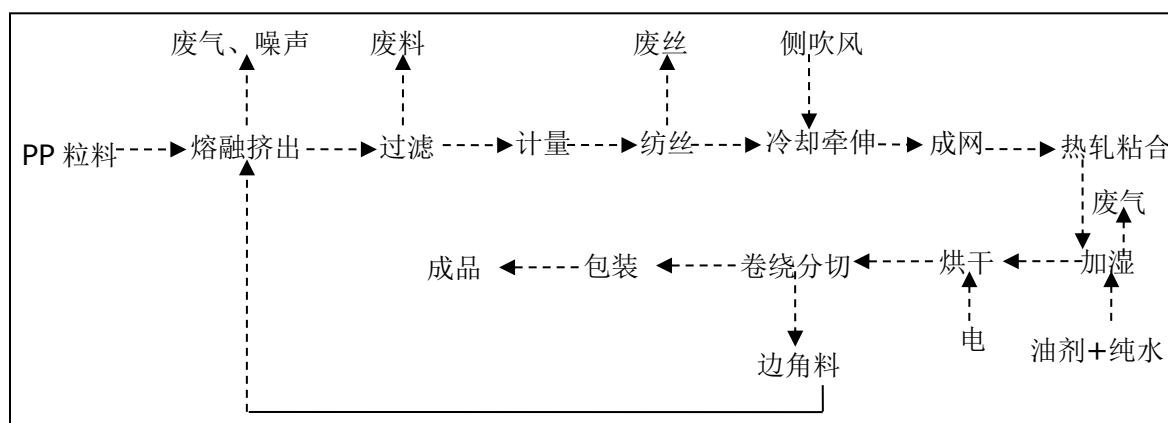 废气、噪声 废料 废丝 侧吹风
PP 粒料 熔融挤出 过滤 计量 纺丝 冷却牵伸 成网 热轧粘合
废气
成品 包装 卷绕分切 烘干 加湿
电 油剂+纯水
边角料